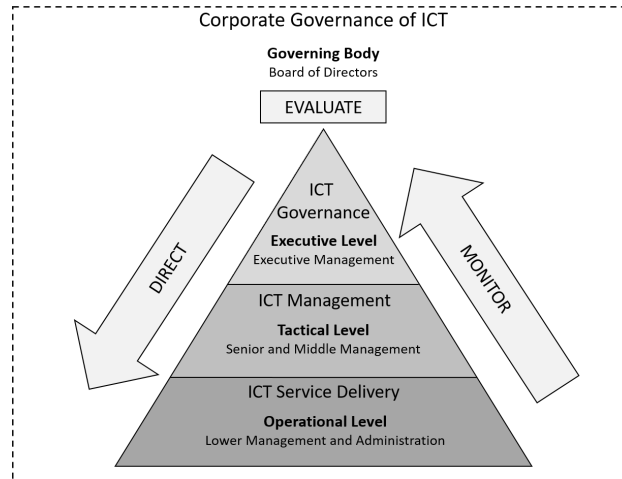 Corporate Governance of ICT
Governing Body
Board of Directors
EVALUATE
DIRECT
ICT
Governance
Executive Level
Executive Management
MONITOR
ICT Management
Tactical Level
Senior and Middle Management
ICT Service Delivery
Operational Level
Lower Management and Administration